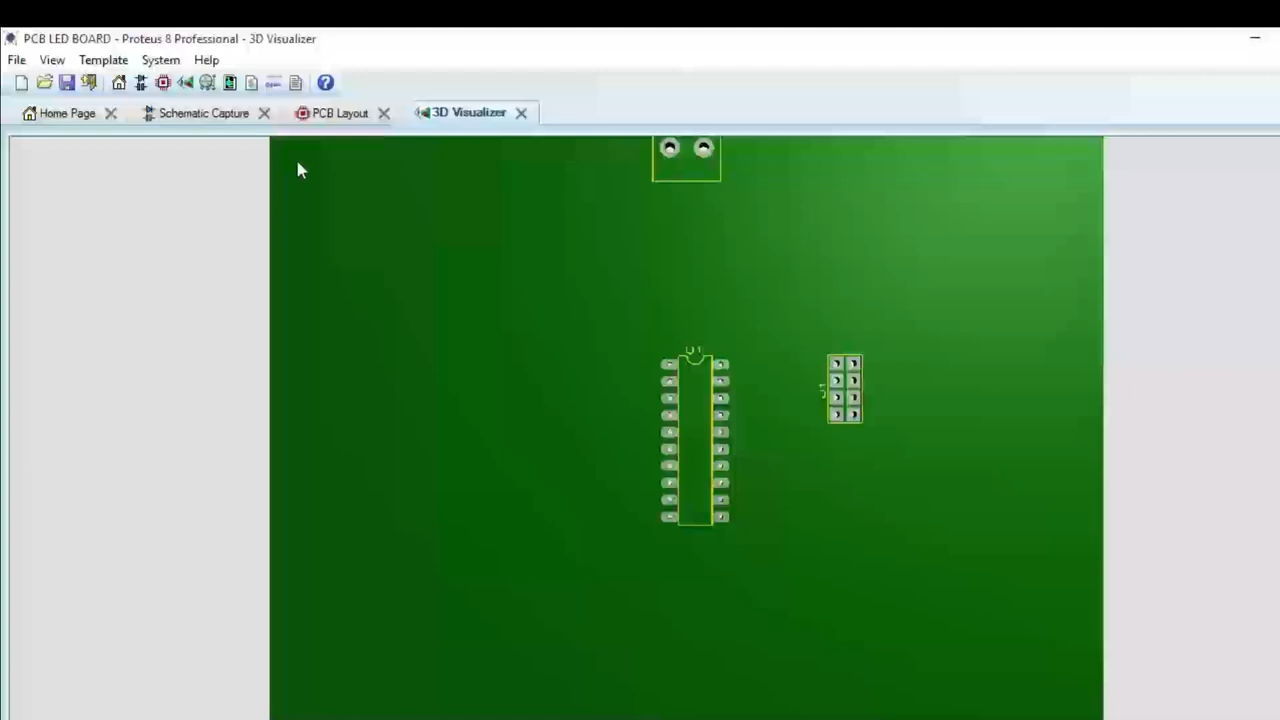 PCB LED BOARD - Proteus 8 Professional - 3D Visualizer
File View Template System Help
Home Page Schematic Capture PCB Layout 3D Visualizer